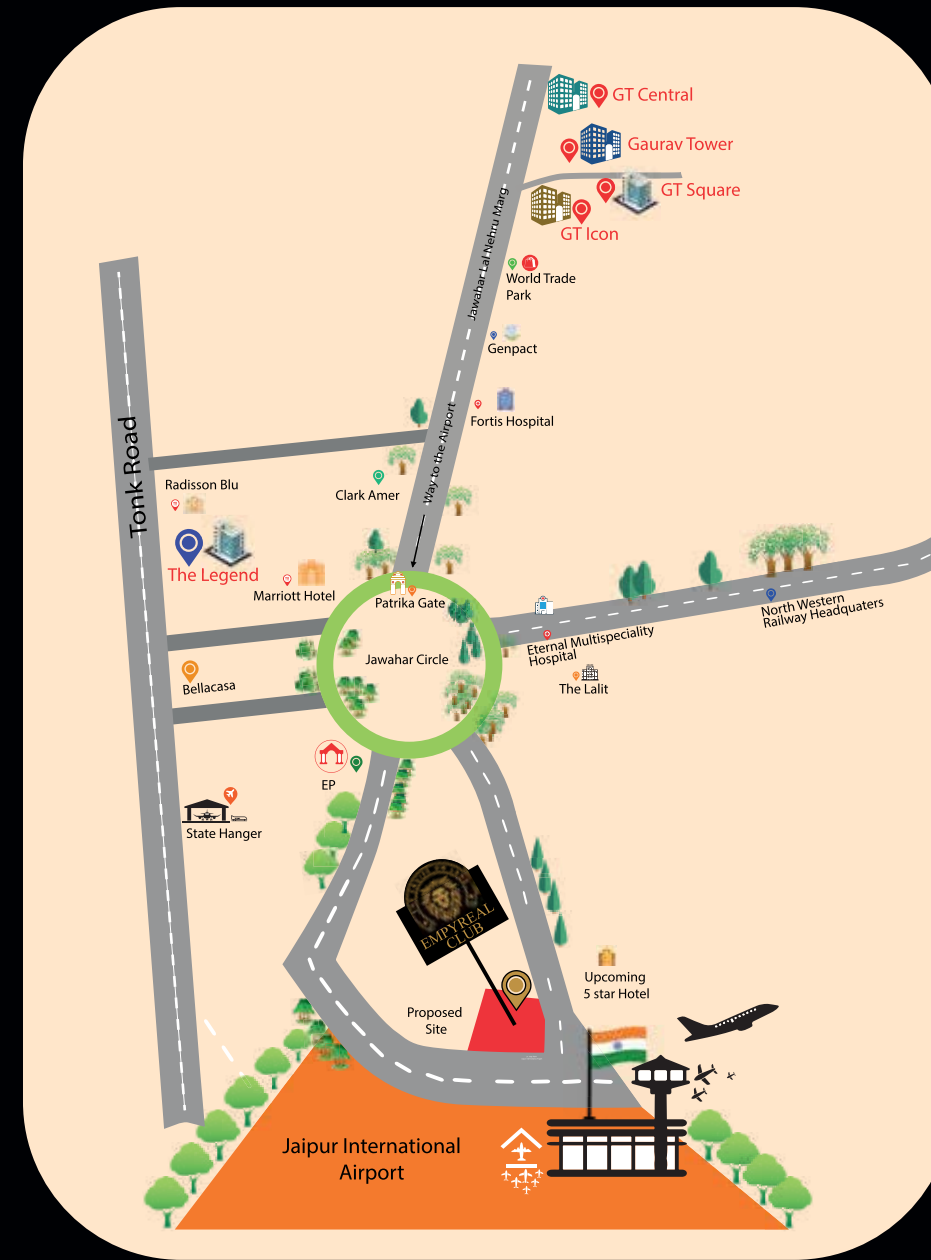 GT Central
Gaurav Tower
GT Square
GT Icon
Jawahar Lal Nehru Marg
World Trade
Park
Genpact
Fortis Hospital
Way to the Airport
Tonk Road
Radisson Blu
Clark Amer
The Legend
Marriott Hotel
Patrika Gate
North Western
Railway Headquaters
Eternal Multispeciality
Hospital
Jawahar Circle
The Lalit
Bellacasa
EP
State Hanger
EMPYREAL
CLUB
Upcoming
5 star Hotel
Proposed
Site
Jaipur International
Airport